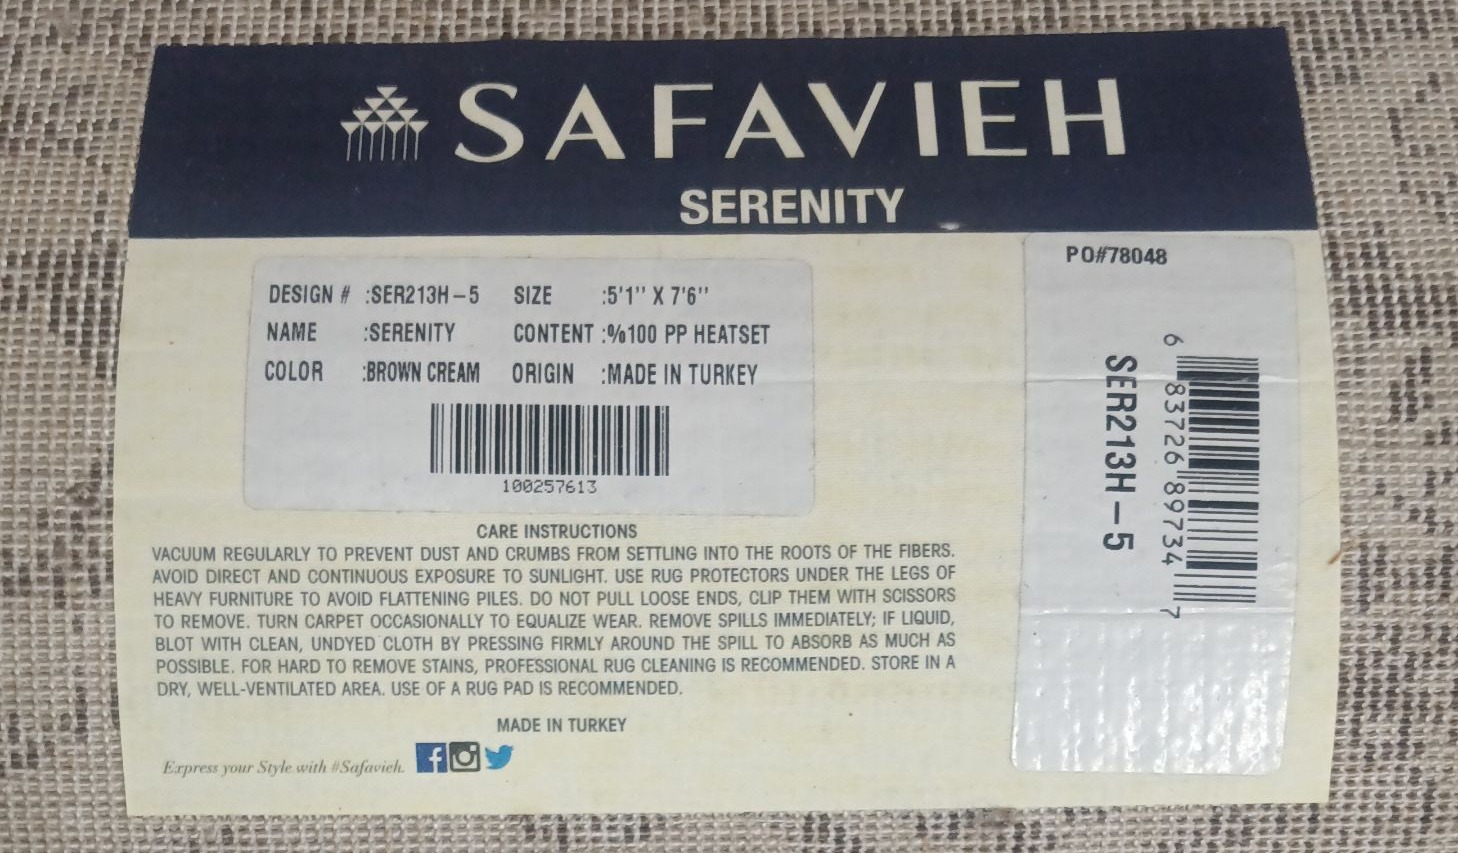 SAFAVIEH
SERENITY
DESIGN # :SER213H-5 SIZE :5'1'' X 7'6''
NAME :SERENITY CONTENT :%100 PP HEATSET
COLOR :BROWN CREAM ORIGIN :MADE IN TURKEY
100257613
CARE INSTRUCTIONS
VACUUM REGULARLY TO PREVENT DUST AND CRUMBS FROM SETTLING INTO THE ROOTS OF THE FIBERS.
AVOID DIRECT AND CONTINUOUS EXPOSURE TO SUNLIGHT. USE RUG PROTECTORS UNDER THE LEGS OF
HEAVY FURNITURE TO AVOID FLATTENING PILES. DO NOT PULL LOOSE ENDS, CLIP THEM WITH SCISSORS
TO REMOVE. TURN CARPET OCCASIONALLY TO EQUALIZE WEAR. REMOVE SPILLS IMMEDIATELY; IF LIQUID,
BLOT WITH CLEAN, UNDYED CLOTH BY PRESSING FIRMLY AROUND THE SPILL TO ABSORB AS MUCH AS
POSSIBLE. FOR HARD TO REMOVE STAINS, PROFESSIONAL RUG CLEANING IS RECOMMENDED. STORE IN A
DRY, WELL-VENTILATED AREA. USE OF A RUG PAD IS RECOMMENDED.
MADE IN TURKEY
Express your Style with #Safavieh.
PO#78048
6 83726 89734 7
SER213H-5